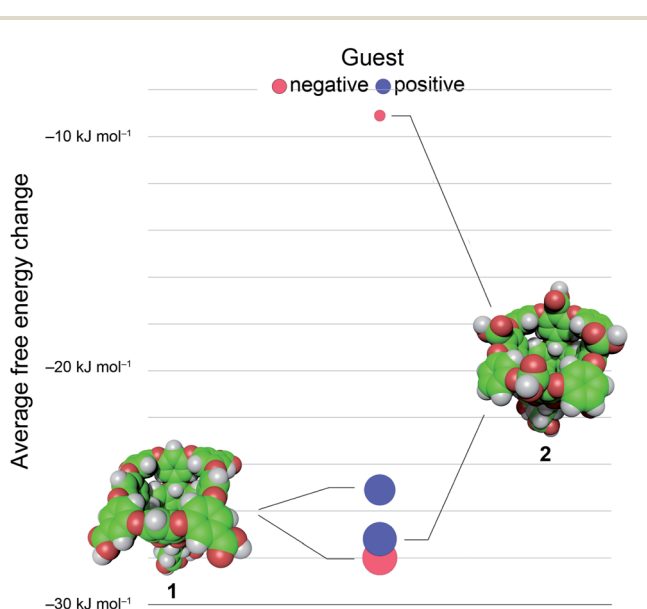 Guest
negative positive
–10 kJ mol⁻¹
Average free energy change
–20 kJ mol⁻¹
2
1
–30 kJ mol⁻¹